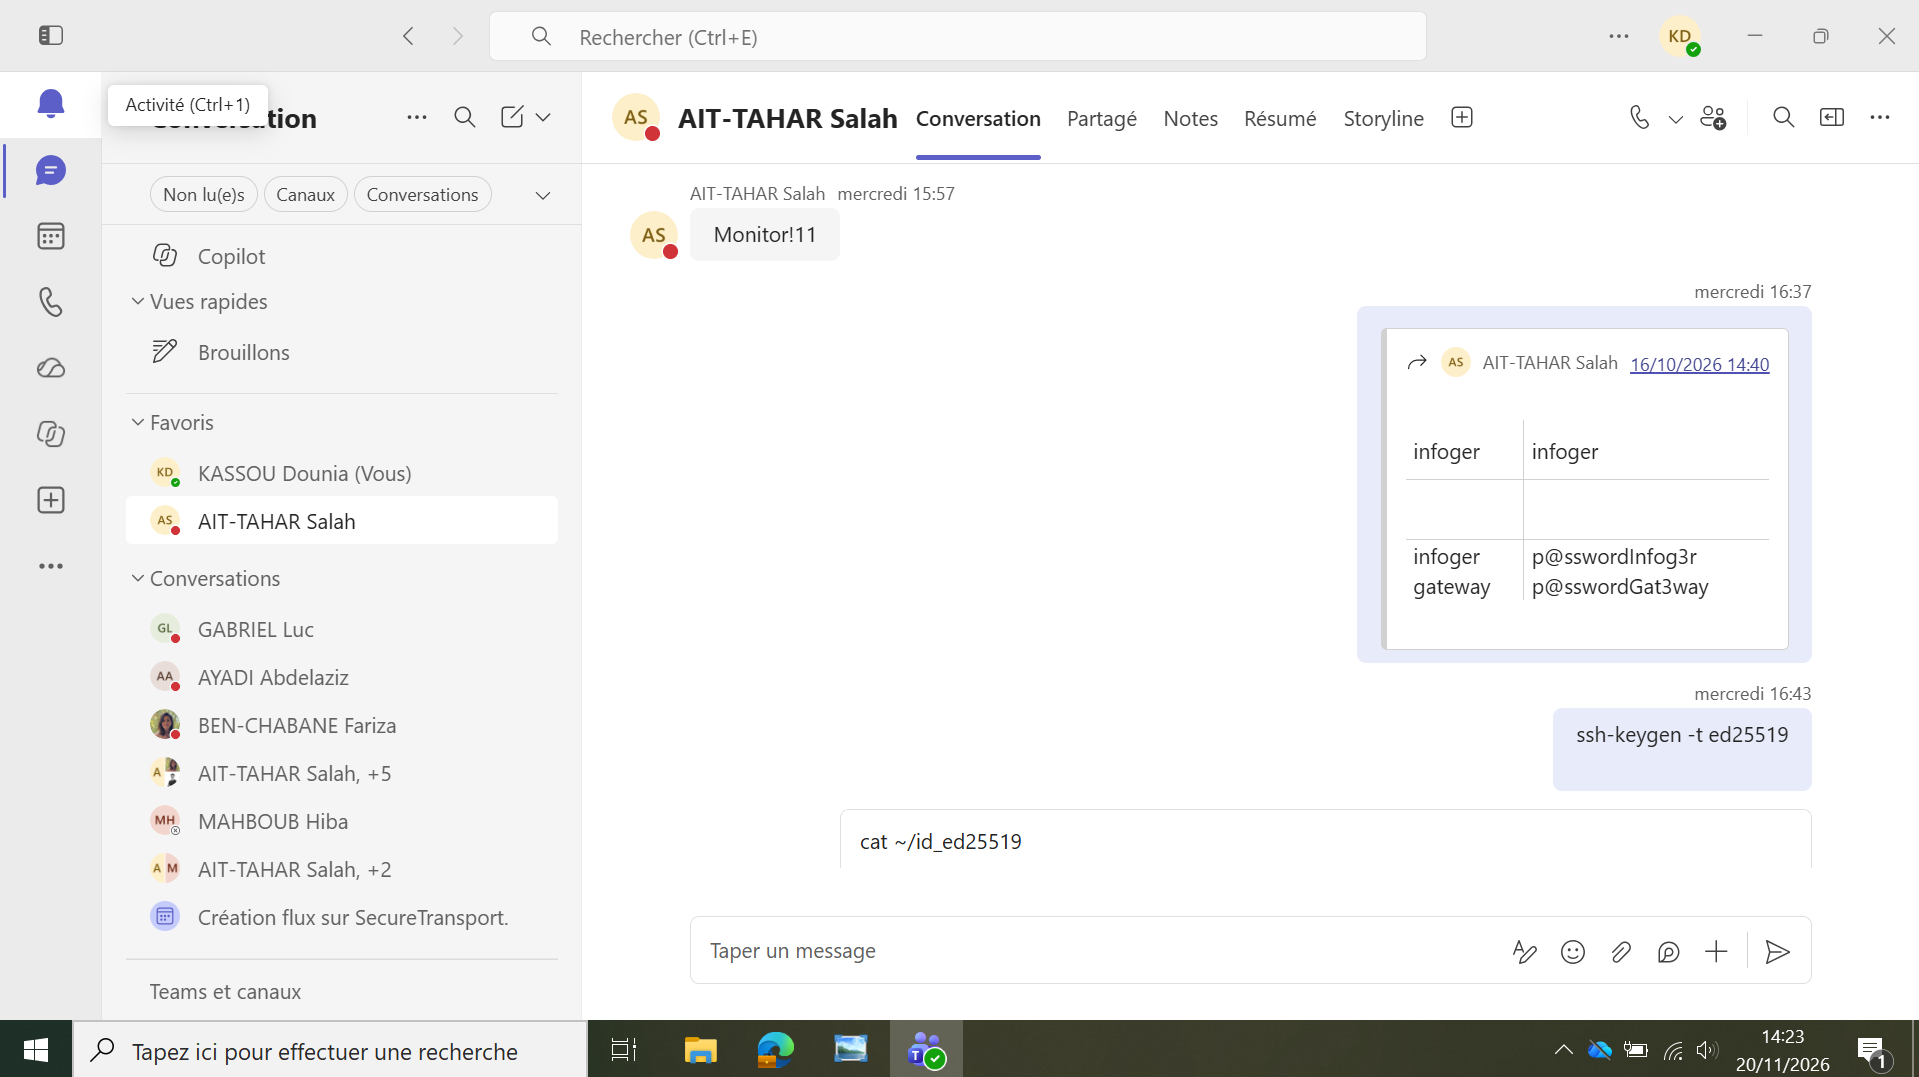 Rechercher (Ctrl+E)
KD
Activité (Ctrl+1)
Conversation
Non lu(e)s
Canaux
Conversations
Copilot
Vues rapides
Brouillons
Favoris
KD
KASSOU Dounia (Vous)
AS
AIT-TAHAR Salah
Conversations
GL
GABRIEL Luc
AA
AYADI Abdelaziz
BEN-CHABANE Fariza
A
AIT-TAHAR Salah, +5
MH
MAHBOUB Hiba
A M
AIT-TAHAR Salah, +2
Création flux sur SecureTransport.
Teams et canaux
AS
AIT-TAHAR Salah
Conversation
Partagé
Notes
Résumé
Storyline
AIT-TAHAR Salah mercredi 15:57
AS
Monitor!11
mercredi 16:37
AS AIT-TAHAR Salah 16/10/2026 14:40
infoger infoger
infoger p@sswordInfog3r
gateway p@sswordGat3way
mercredi 16:43
ssh-keygen -t ed25519
cat ~/id_ed25519
Taper un message
Tapez ici pour effectuer une recherche
T
14:23
20/11/2026
1